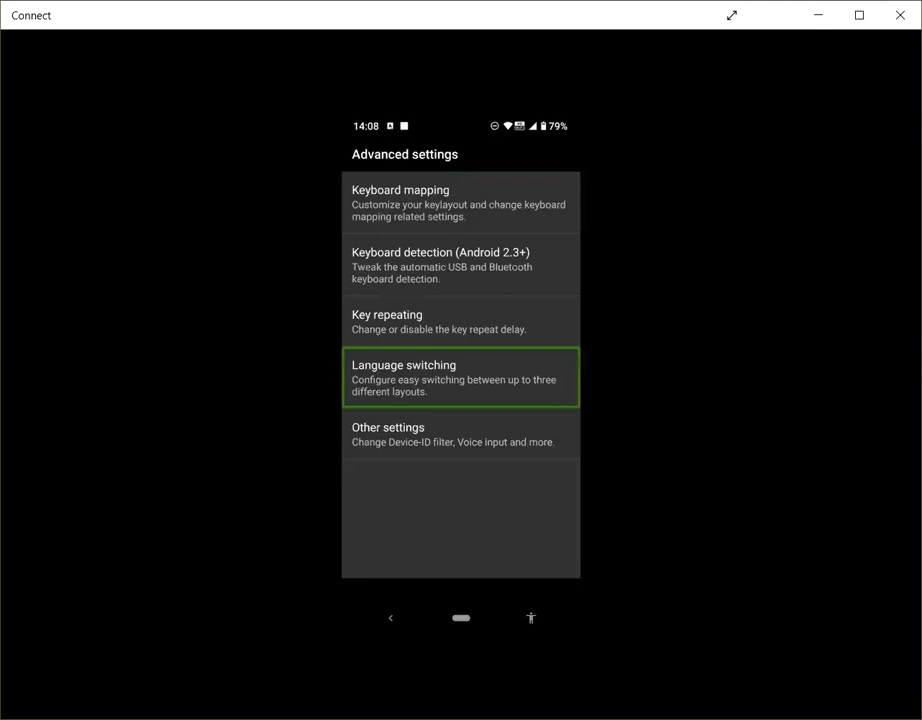 Connect
14:08
79%
Advanced settings
Keyboard mapping
Customize your keylayout and change keyboard
mapping related settings.
Keyboard detection (Android 2.3+)
Tweak the automatic USB and Bluetooth
keyboard detection.
Key repeating
Change or disable the key repeat delay.
Language switching
Configure easy switching between up to three
different layouts.
Other settings
Change Device-ID filter, Voice input and more.